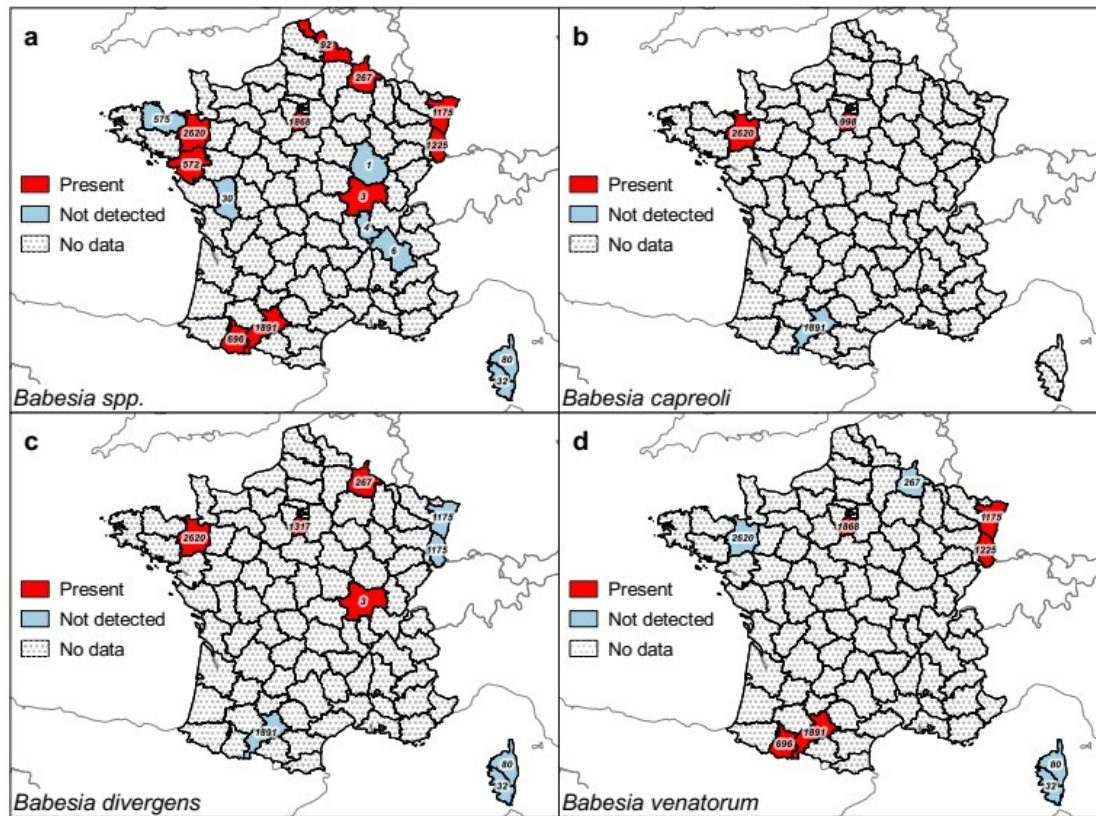 a
92
267
575
2620
1868
1175
1225
572
1
30
3
4
6
Present
Not detected
No data
1891
696
80
32
Babesia spp.
b
2620
998
Present
Not detected
No data
1891
Babesia capreoli
c
267
2620
1317
1175
1175
Present
Not detected
No data
3
1891
80
32
Babesia divergens
d
267
2620
1868
1175
1225
Present
Not detected
No data
696
1891
80
32
Babesia venatorum